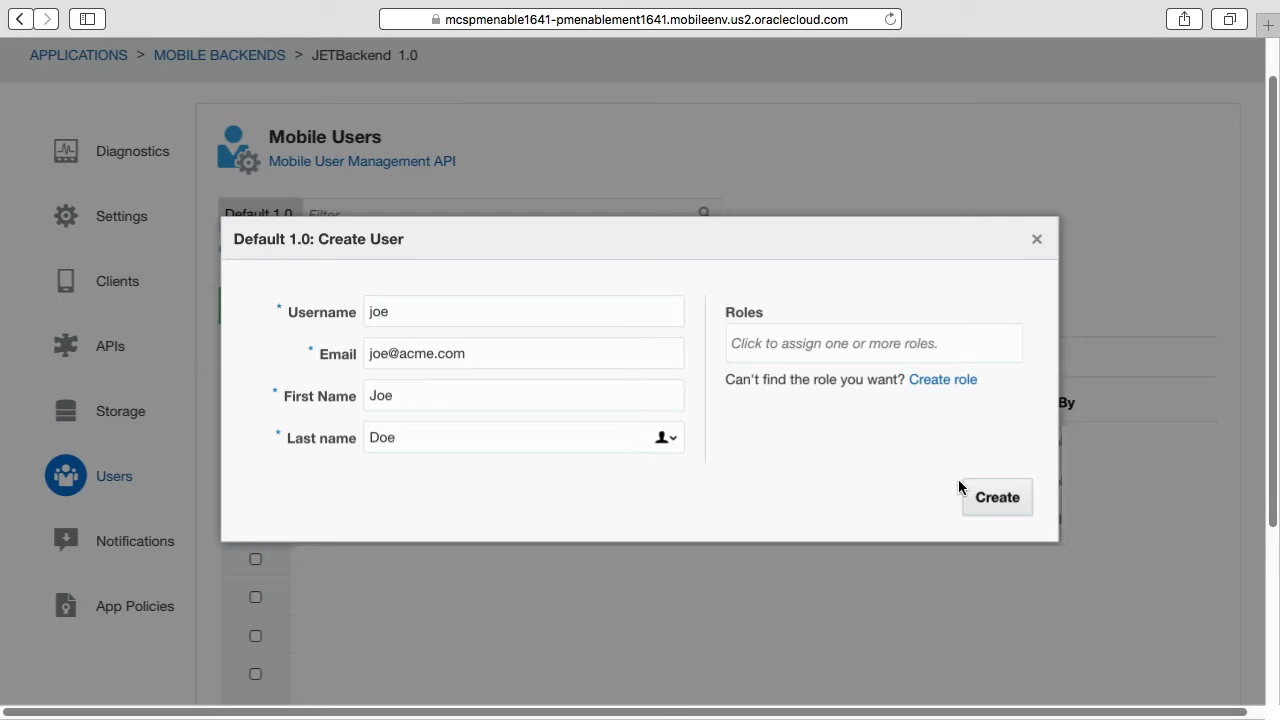 mcspmenable1641-pmenablement1641.mobileenv.us2.oraclecloud.com
APPLICATIONS > MOBILE BACKENDS > JETBackend 1.0
Diagnostics
Settings
Clients
APIs
Storage
Users
Notifications
App Policies
Mobile Users
Mobile User Management API
Default 1.0 Filter
Default 1.0: Create User
* Username joe
* Email joe@acme.com
* First Name Joe
* Last name Doe
Roles
Click to assign one or more roles.
Can't find the role you want? Create role
Create
By